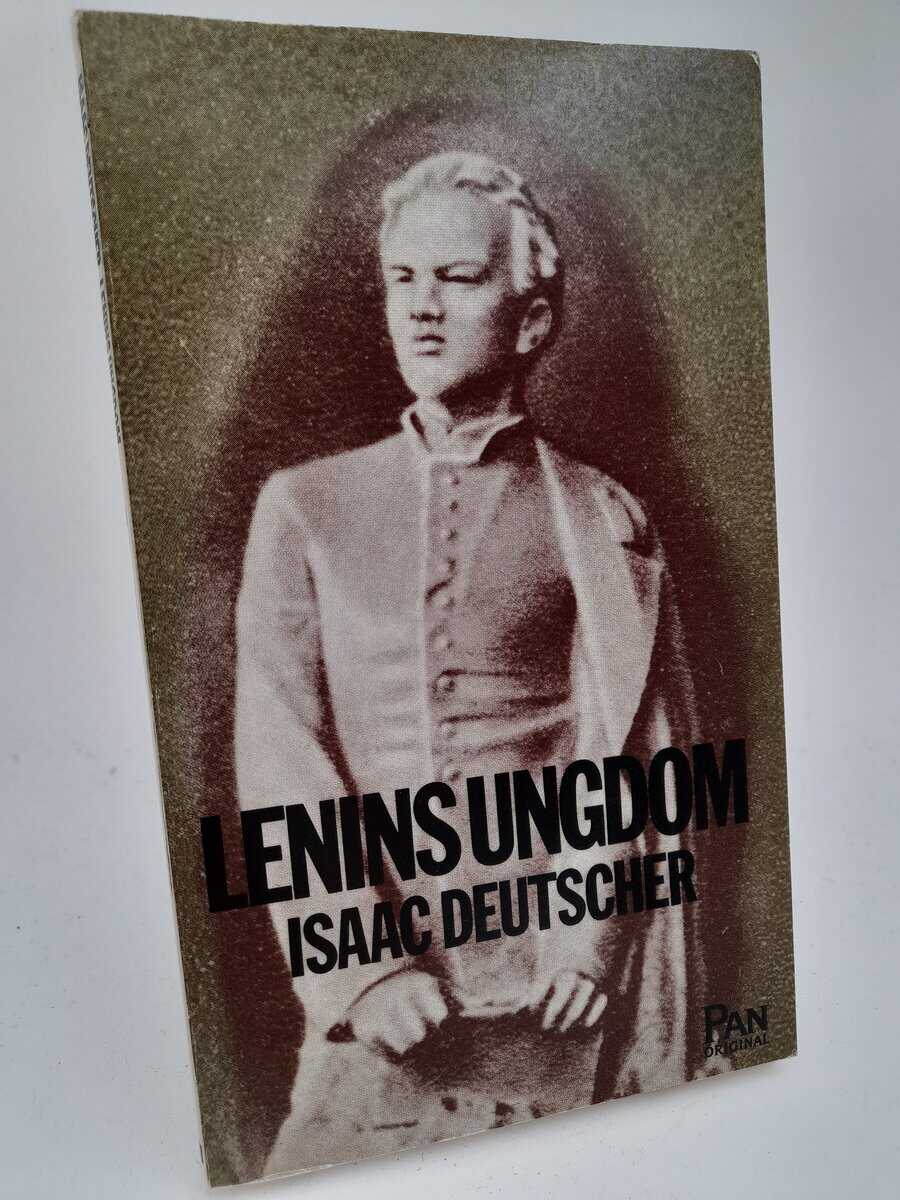 LENINS UNGDOM
ISAAC DEUTSCHER
PAN
ORIGINAL